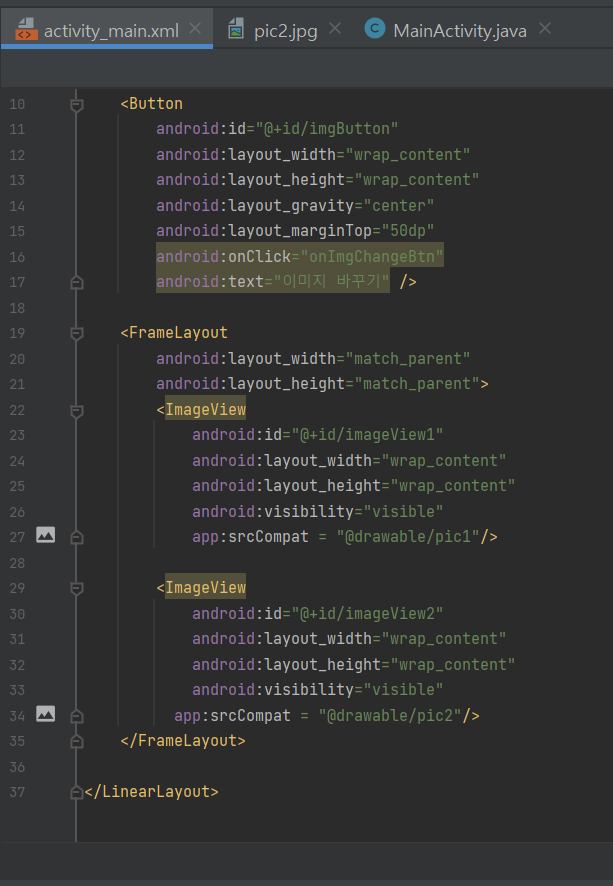 activity_main.xml pic2.jpg MainActivity.java
10 <Button
11 android:id="@+id/imgButton"
12 android:layout_width="wrap_content"
13 android:layout_height="wrap_content"
14 android:layout_gravity="center"
15 android:layout_marginTop="50dp"
16 android:onClick="onImgChangeBtn"
17 android:text="이미지 바꾸기" />
18
19 <FrameLayout
20 android:layout_width="match_parent"
21 android:layout_height="match_parent">
22 <ImageView
23 android:id="@+id/imageView1"
24 android:layout_width="wrap_content"
25 android:layout_height="wrap_content"
26 android:visibility="visible"
27 app:srcCompat = "@drawable/pic1"/>
28
29 <ImageView
30 android:id="@+id/imageView2"
31 android:layout_width="wrap_content"
32 android:layout_height="wrap_content"
33 android:visibility="visible"
34 app:srcCompat = "@drawable/pic2"/>
35 </FrameLayout>
36
37 </LinearLayout>